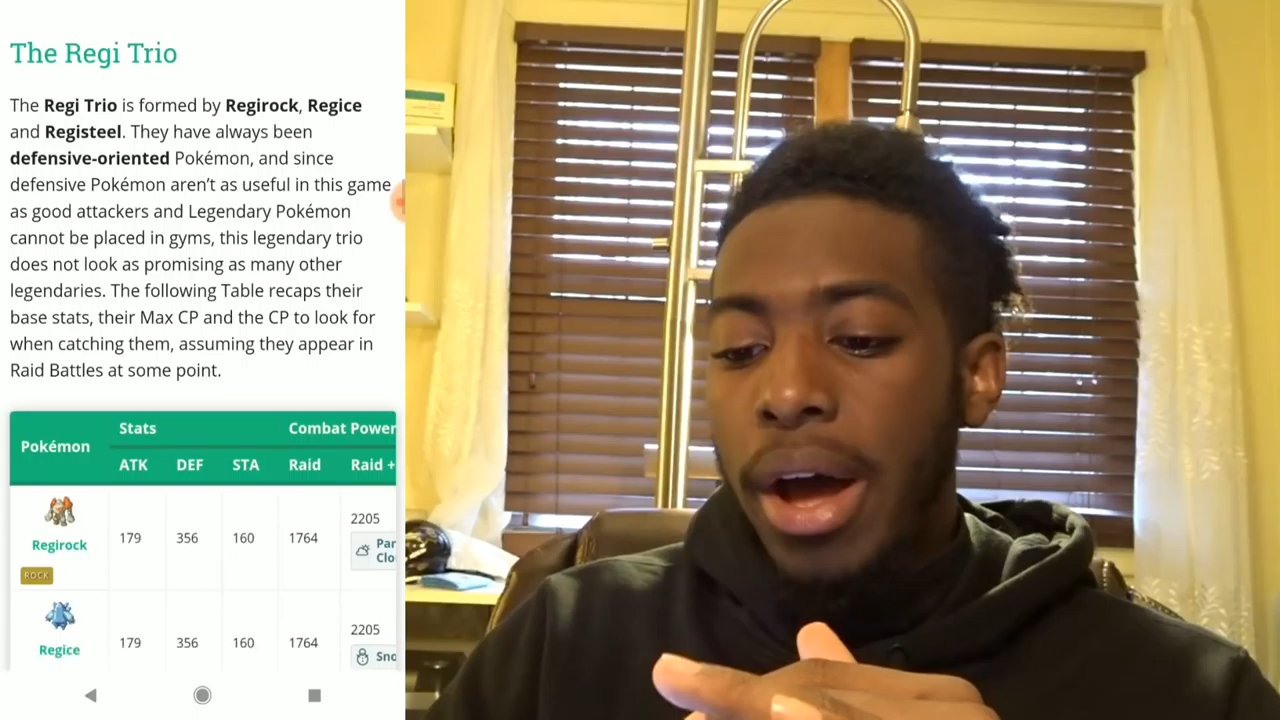 The Regi Trio
The Regi Trio is formed by Regirock, Regice
and Registeel. They have always been
defensive-oriented Pokémon, and since
defensive Pokémon aren't as useful in this game
as good attackers and Legendary Pokémon
cannot be placed in gyms, this legendary trio
does not look as promising as many other
legendaries. The following Table recaps their
base stats, their Max CP and the CP to look for
when catching them, assuming they appear in
Raid Battles at some point.
Pokémon Stats Combat Power
ATK DEF STA Raid Raid +
Regirock 179 356 160 1764 2205
Par
Clo
ROCK
Regice 179 356 160 1764 2205
Sno